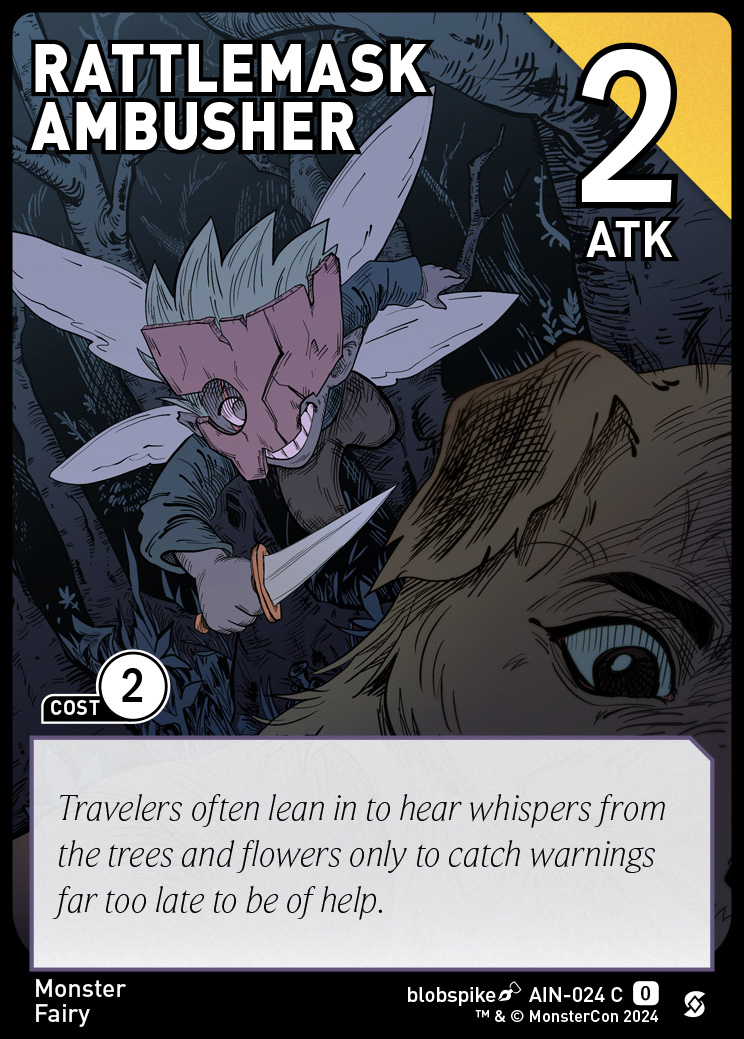 RATTLEMASK
AMBUSHER
2
ATK
COST 2
Travelers often lean in to hear whispers from
the trees and flowers only to catch warnings
far too late to be of help.
Monster
Fairy
blobspike AIN-024 C 0
™ & © MonsterCon 2024